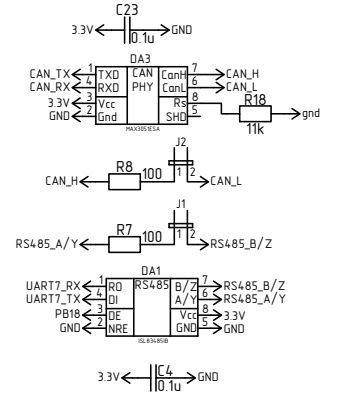 C23
3.3V GND
0.1u
DA3
CAN_TX 1 TXD CAN CanH 7 CAN_H
CAN_RX 4 RXD PHY CanL 6 CAN_L
3.3V 3 Vcc Rs 8 R18 gnd
GND 2 Gnd SHD 5 11k
MAX3051ESA
J2
R8 100
CAN_H 1 2 CAN_L
J1
R7 100
RS485_A/Y 1 2 RS485_B/Z
DA1
UART7_RX 1 RO RS485 B/Z 7 RS485_B/Z
UART7_TX 4 DI A/Y 6 RS485_A/Y
PB18 3 DE Vcc 8 3.3V
GND 2 NRE GND 5 GND
ISL83485IB
C4
3.3V GND
0.1u